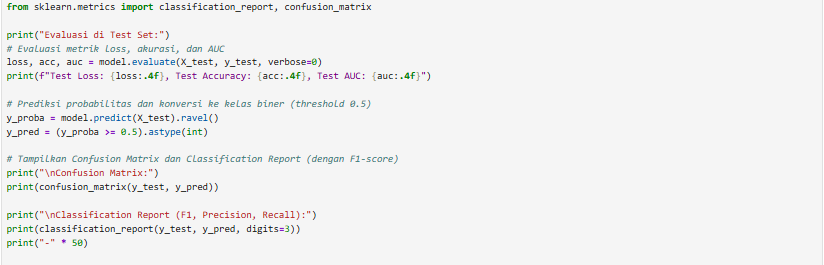 from sklearn.metrics import classification_report, confusion_matrix
print("Evaluasi di Test Set:")
# Evaluasi metrik loss, akurasi, dan AUC
loss, acc, auc = model.evaluate(X_test, y_test, verbose=0)
print(f"Test Loss: {loss:.4f}, Test Accuracy: {acc:.4f}, Test AUC: {auc:.4f}")
# Prediksi probabilitas dan konversi ke kelas biner (threshold 0.5)
y_proba = model.predict(X_test).ravel()
y_pred = (y_proba >= 0.5).astype(int)
# Tampilkan Confusion Matrix dan Classification Report (dengan F1-score)
print("\nConfusion Matrix:")
print(confusion_matrix(y_test, y_pred))
print("\nClassification Report (F1, Precision, Recall):")
print(classification_report(y_test, y_pred, digits=3))
print("-" * 50)